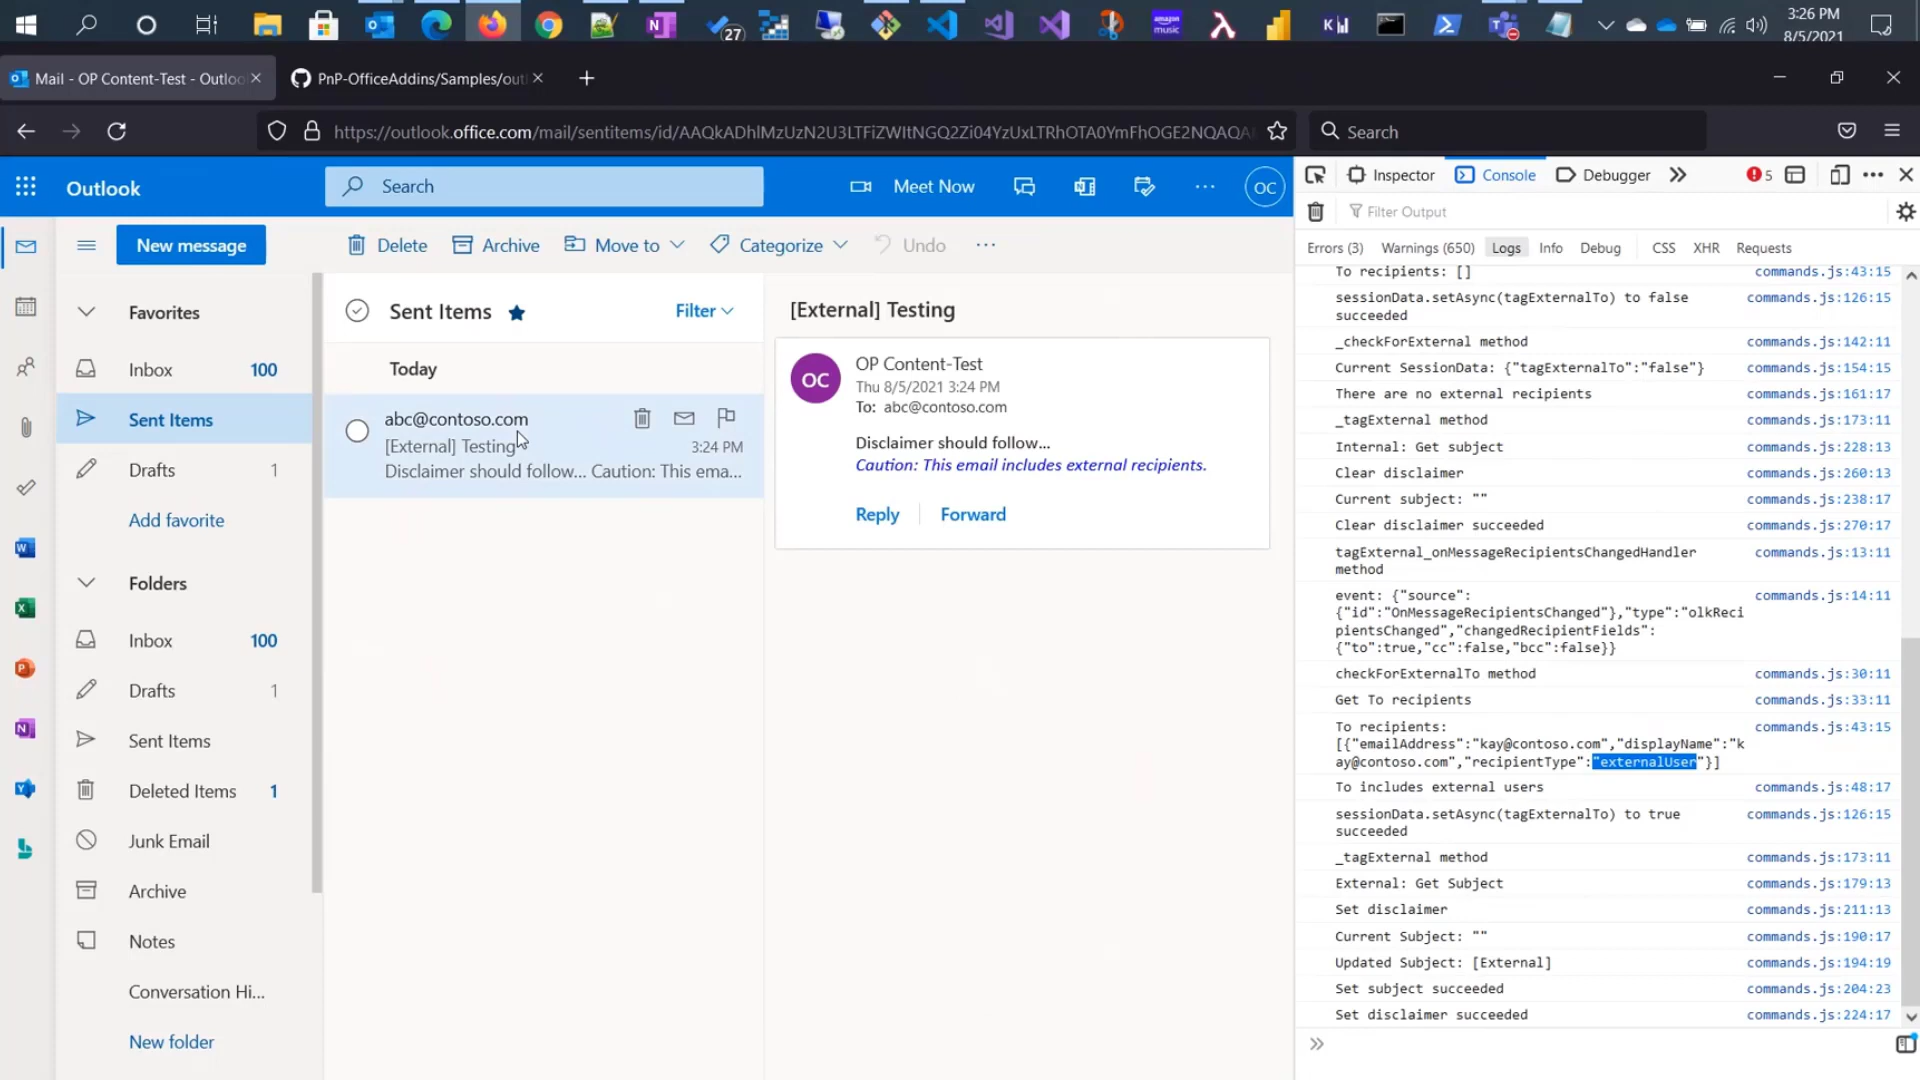 27
3:26 PM
8/5/2021
Mail - OP Content-Test - Outloo
PnP-OfficeAddins/Samples/out
https://outlook.office.com/mail/sentitems/id/
Search
Outlook
Search
Meet Now
OC
New message
Delete
Archive
Move to
Categorize
Undo
Favorites
Inbox 100
Sent Items
Drafts 1
Add favorite
Folders
Inbox 100
Drafts 1
Sent Items
Deleted Items 1
Junk Email
Archive
Notes
Conversation Hi...
New folder
Sent Items
Filter
Today
abc@contoso.com
[External] Testing 3:24 PM
Disclaimer should follow... Caution: This ema...
[External] Testing
OC
OP Content-Test
Thu 8/5/2021 3:24 PM
To: abc@contoso.com
Disclaimer should follow...
Caution: This email includes external recipients.
Reply
Forward
Inspector
Console
Debugger
5
Filter Output
Errors (3) Warnings (650) Logs Info Debug CSS XHR Requests
To recipients: [] commands.js:43:15
sessionData.setAsync(tagExternalTo) to false commands.js:126:15
succeeded
_checkForExternal method commands.js:142:11
Current SessionData: {"tagExternalTo":"false"} commands.js:154:15
There are no external recipients commands.js:161:17
_tagExternal method commands.js:173:11
Internal: Get subject commands.js:228:13
Clear disclaimer commands.js:260:13
Current subject: "" commands.js:238:17
Clear disclaimer succeeded commands.js:270:17
tagExternal_onMessageRecipientsChangedHandler commands.js:13:11
method
event: {"source": commands.js:14:11
{"id":"OnMessageRecipientsChanged"},"type":"olkReci
pientsChanged","changedRecipientFields":
{"to":true,"cc":false,"bcc":false}}
checkForExternalTo method commands.js:30:11
Get To recipients commands.js:33:11
To recipients: commands.js:43:15
[{"emailAddress":"kay@contoso.com","displayName":"k
ay@contoso.com","recipientType":"externalUser"}]
To includes external users commands.js:48:17
sessionData.setAsync(tagExternalTo) to true commands.js:126:15
succeeded
_tagExternal method commands.js:173:11
External: Get Subject commands.js:179:13
Set disclaimer commands.js:211:13
Current Subject: "" commands.js:190:17
Updated Subject: [External] commands.js:194:19
Set subject succeeded commands.js:204:23
Set disclaimer succeeded commands.js:224:17